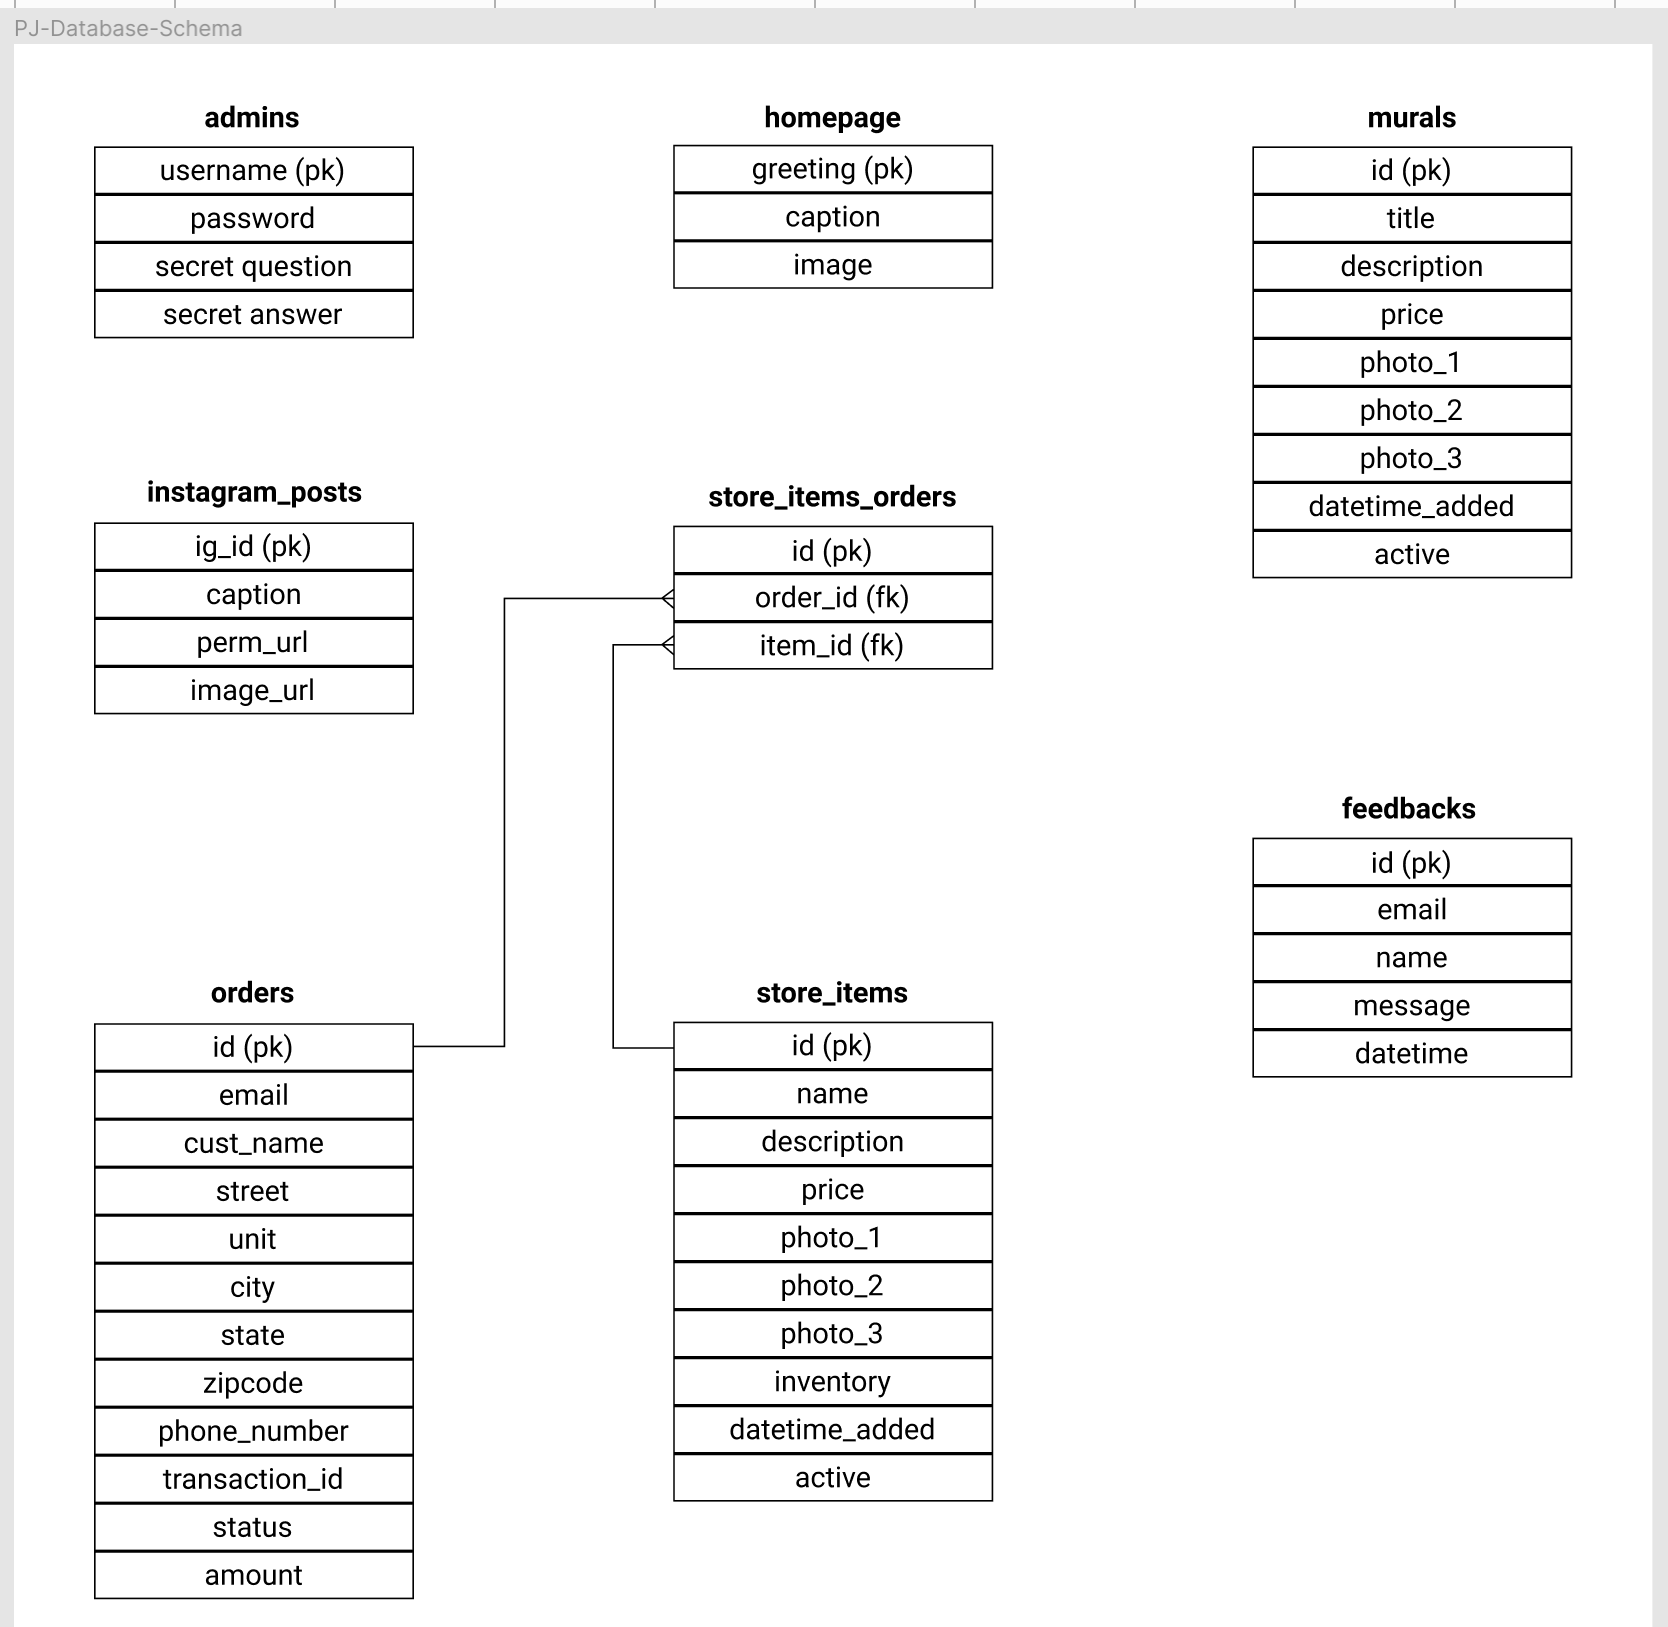 PJ-Database-Schema
admins
username (pk)
password
secret question
secret answer
homepage
greeting (pk)
caption
image
murals
id (pk)
title
description
price
photo_1
photo_2
photo_3
datetime_added
active
instagram_posts
ig_id (pk)
caption
perm_url
image_url
store_items_orders
id (pk)
order_id (fk)
item_id (fk)
feedbacks
id (pk)
email
name
message
datetime
orders
id (pk)
email
cust_name
street
unit
city
state
zipcode
phone_number
transaction_id
status
amount
store_items
id (pk)
name
description
price
photo_1
photo_2
photo_3
inventory
datetime_added
active